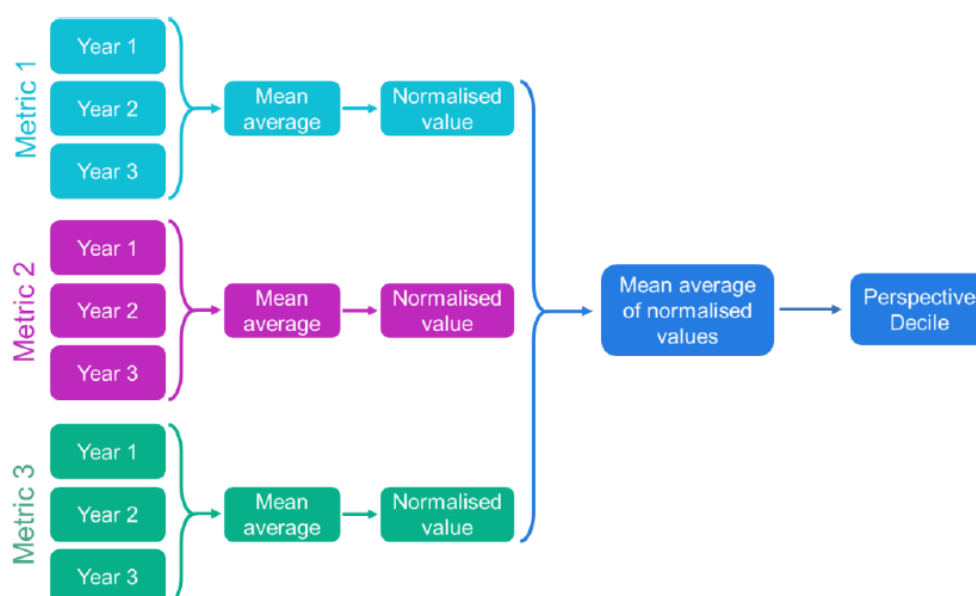 Metric 1
Year 1
Year 2
Year 3
Mean
average
Normalised
value
Metric 2
Year 1
Year 2
Year 3
Mean
average
Normalised
value
Metric 3
Year 1
Year 2
Year 3
Mean
average
Normalised
value
Mean average
of normalised
values
Perspective
Decile